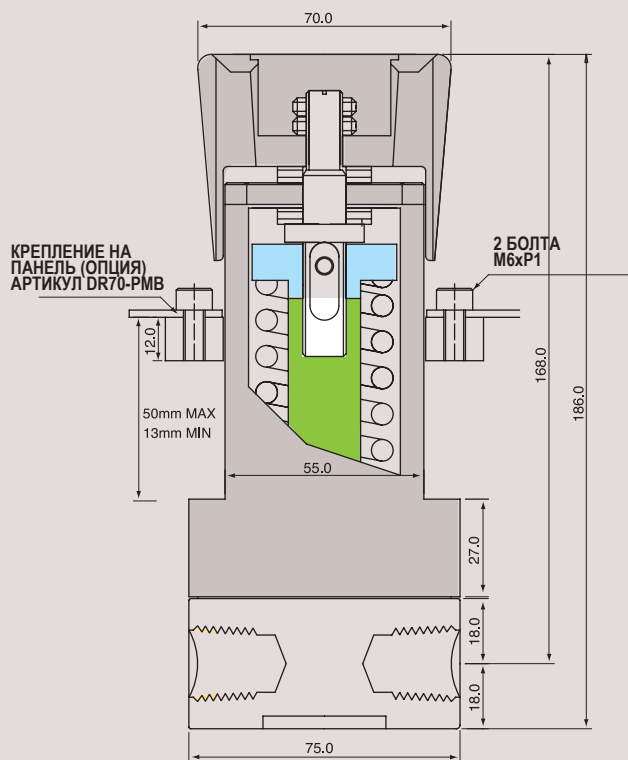 70.0
КРЕПЛЕНИЕ НА
ПАНЕЛЬ (ОПЦИЯ)
АРТИКУЛ DR70-PMB
2 БОЛТА
M6xP1
12.0
168.0
186.0
50mm MAX
13mm MIN
55.0
27.0
18.0
18.0
75.0